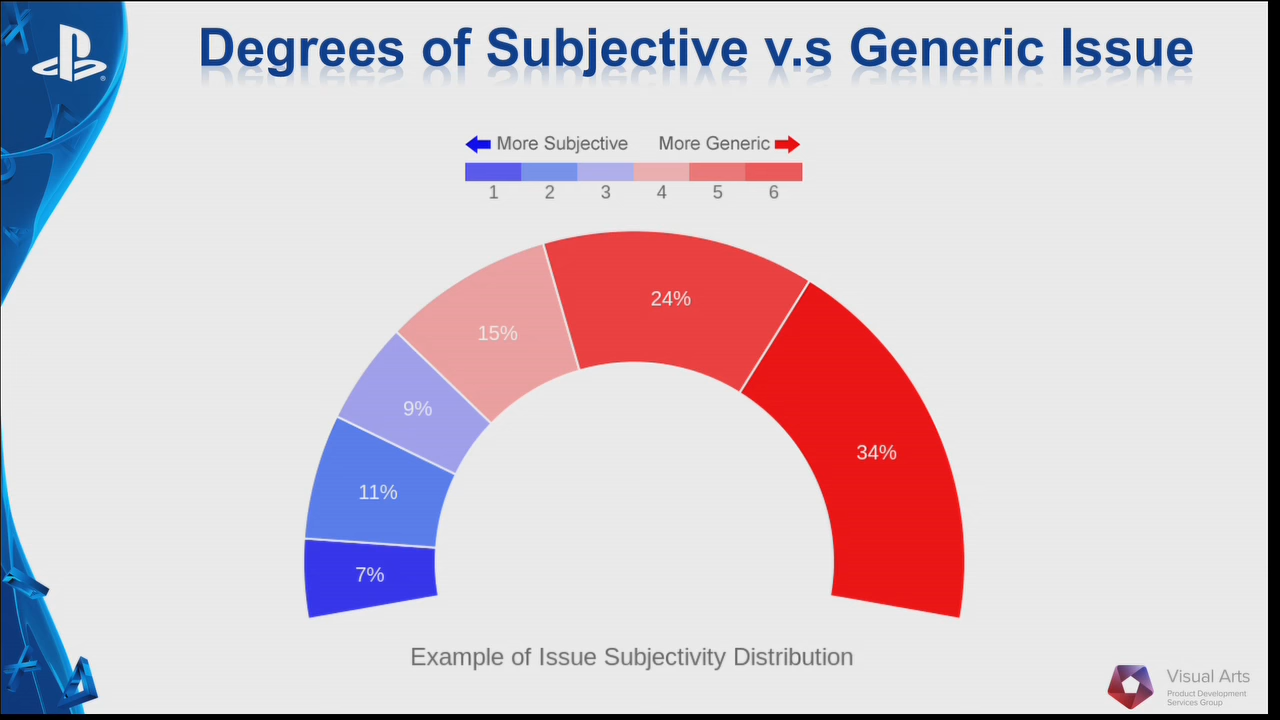 Degrees of Subjective v.s Generic Issue
More Subjective More Generic
1 2 3 4 5 6
24%
15%
9%
34%
11%
7%
Example of Issue Subjectivity Distribution
Visual Arts
Product Development
Services Group